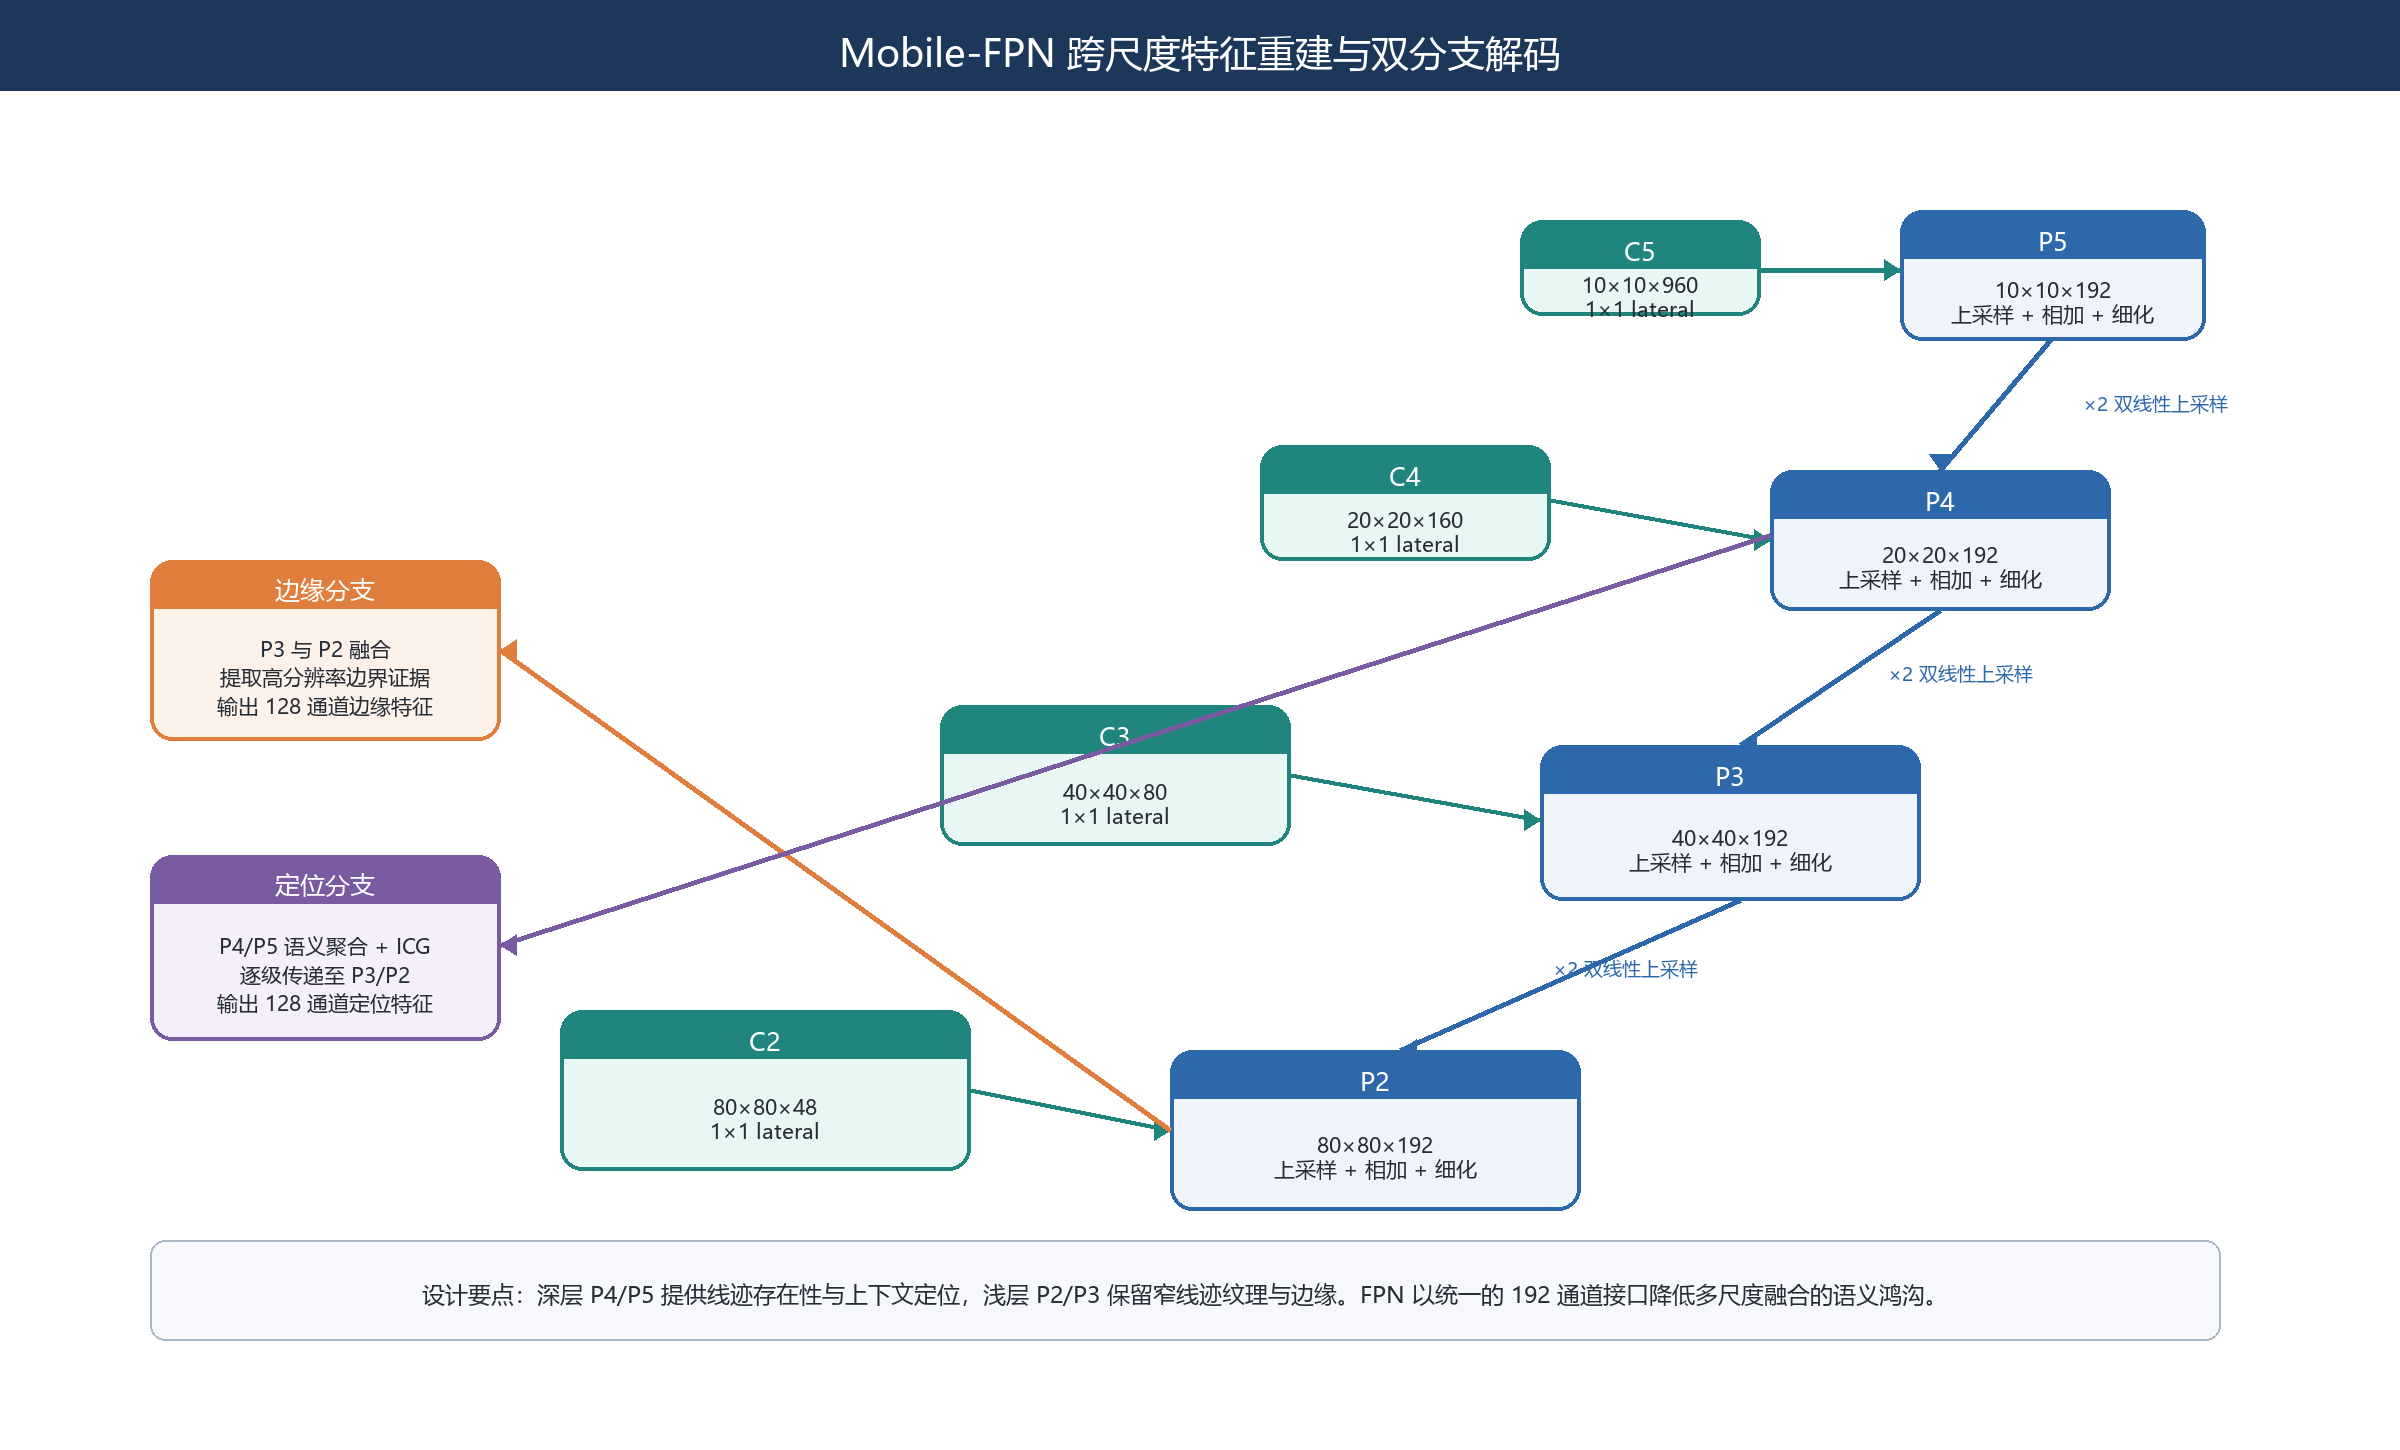 Mobile-FPN 跨尺度特征重建与双分支解码
C5
10×10×960
1×1 lateral
P5
10×10×192
上采样 + 相加 + 细化
×2 双线性上采样
C4
20×20×160
1×1 lateral
P4
20×20×192
上采样 + 相加 + 细化
×2 双线性上采样
边缘分支
P3 与 P2 融合
提取高分辨率边界证据
输出 128 通道边缘特征
C3
40×40×80
1×1 lateral
P3
40×40×192
上采样 + 相加 + 细化
×2 双线性上采样
定位分支
P4/P5 语义聚合 + ICG
逐级传递至 P3/P2
输出 128 通道定位特征
C2
80×80×48
1×1 lateral
P2
80×80×192
上采样 + 相加 + 细化
设计要点：深层 P4/P5 提供线迹存在性与上下文定位，浅层 P2/P3 保留窄线迹纹理与边缘。FPN 以统一的 192 通道接口降低多尺度融合的语义鸿沟。